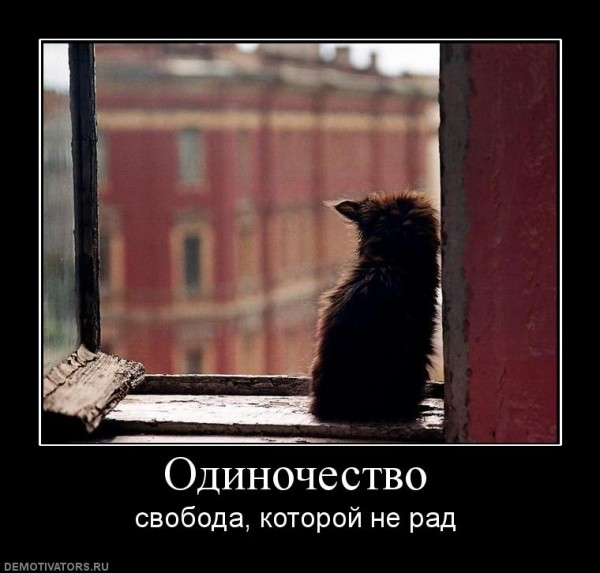 Одиночество
свобода, которой не рад
DEMOTIVATORS.RU